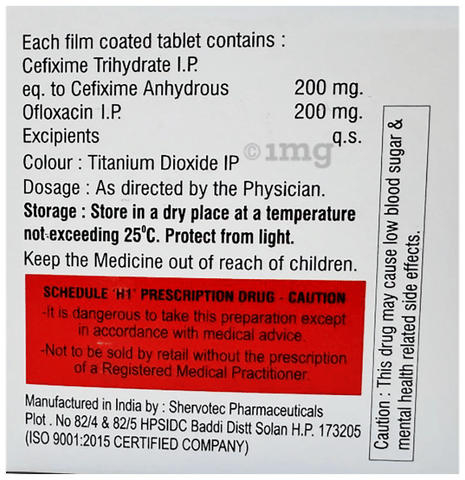 Each film coated tablet contains :
Cefixime Trihydrate I.P.
eq. to Cefixime Anhydrous 200 mg.
Ofloxacin I.P. 200 mg.
Excipients q.s.
1mg
Colour : Titanium Dioxide IP
Dosage : As directed by the Physician.
Storage : Store in a dry place at a temperature
not exceeding 25⁰C. Protect from light.
Keep the Medicine out of reach of children.
SCHEDULE 'H1' PRESCRIPTION DRUG - CAUTION
-It is dangerous to take this preparation except
in accordance with medical advice.
-Not to be sold by retail without the prescription
of a Registered Medical Practitioner.
Manufactured in India by : Shervotec Pharmaceuticals
Plot . No 82/4 & 82/5 HPSIDC Baddi Distt Solan H.P. 173205
(ISO 9001:2015 CERTIFIED COMPANY)
Caution : This drug may cause low blood sugar &
mental health related side effects.